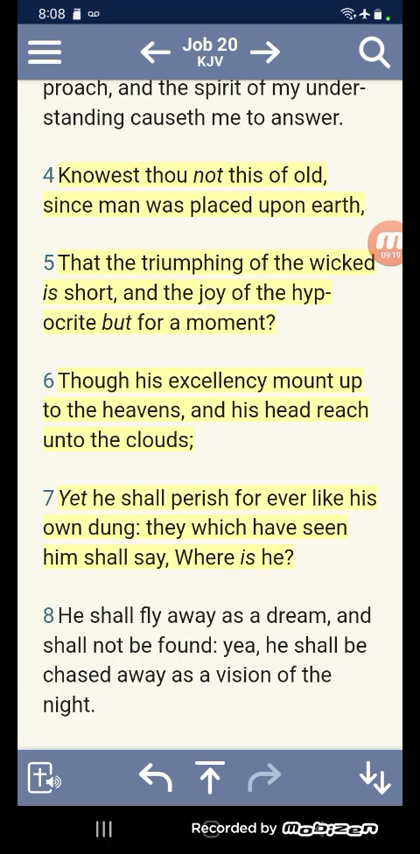 8:08
Job 20
KJV
proach, and the spirit of my under-
standing causeth me to answer.
4 Knowest thou not this of old,
since man was placed upon earth,
5 That the triumphing of the wicked
is short, and the joy of the hyp-
ocrite but for a moment?
09:19
6 Though his excellency mount up
to the heavens, and his head reach
unto the clouds;
7 Yet he shall perish for ever like his
own dung: they which have seen
him shall say, Where is he?
8 He shall fly away as a dream, and
shall not be found: yea, he shall be
chased away as a vision of the
night.
Recorded by mobizen